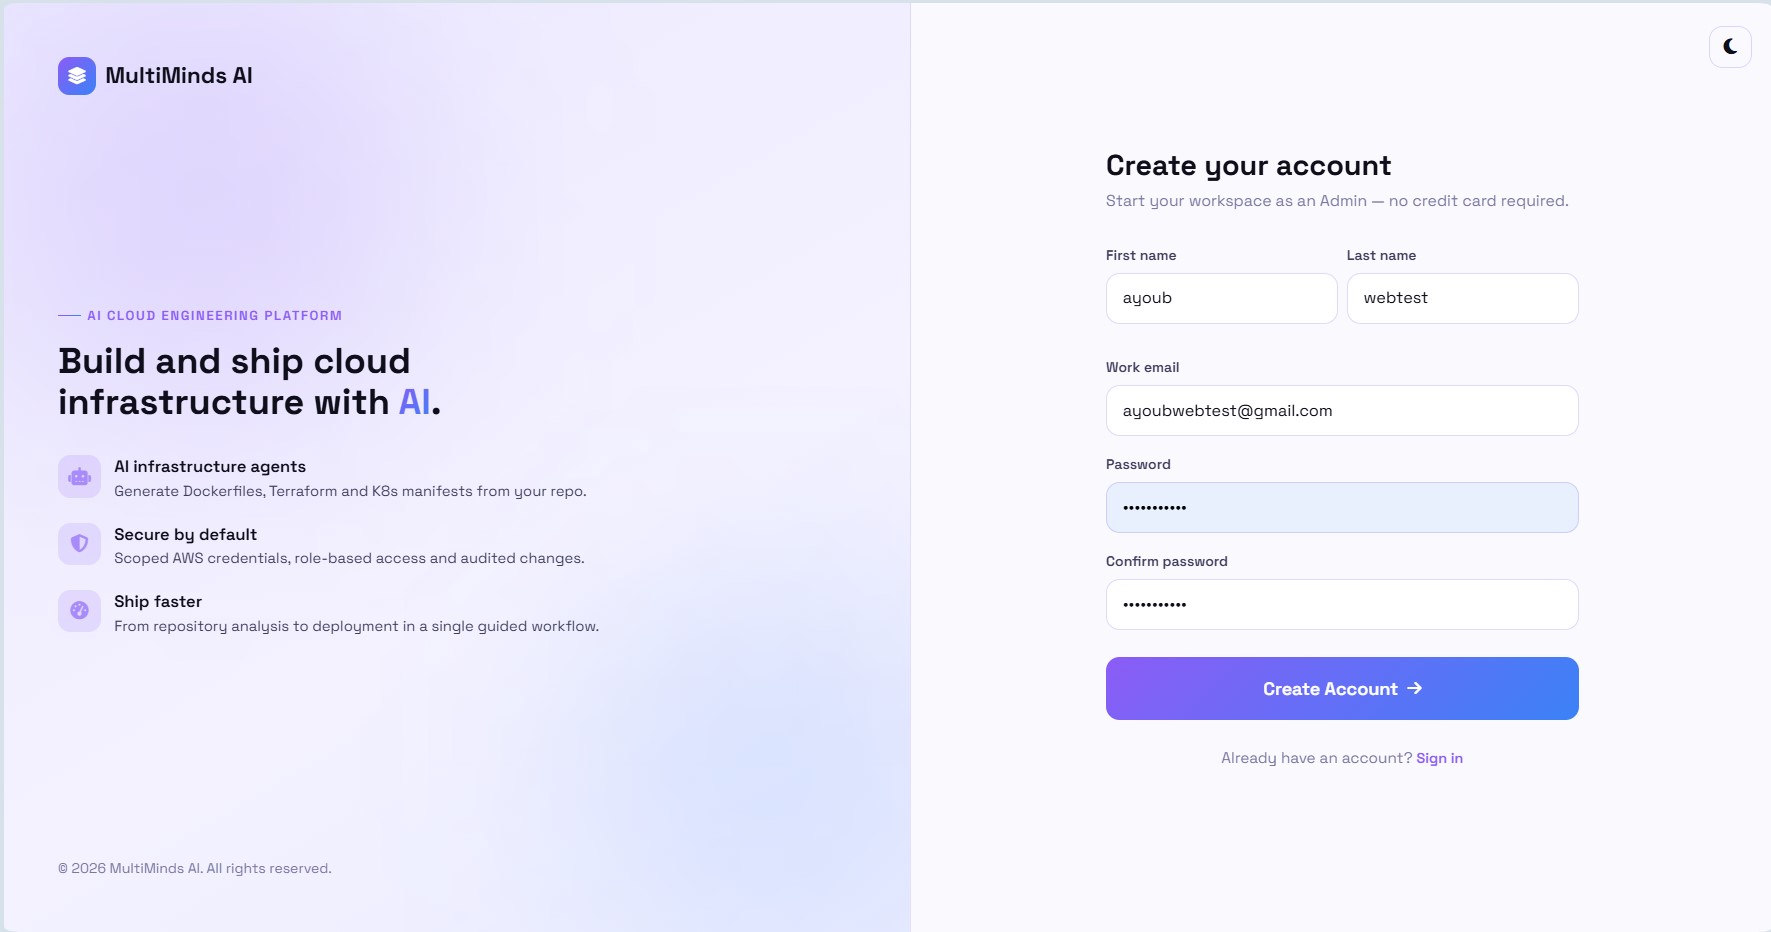 MultiMinds AI
AI CLOUD ENGINEERING PLATFORM
Build and ship cloud
infrastructure with AI.
AI infrastructure agents
Generate Dockerfiles, Terraform and K8s manifests from your repo.
Secure by default
Scoped AWS credentials, role-based access and audited changes.
Ship faster
From repository analysis to deployment in a single guided workflow.
© 2026 MultiMinds AI. All rights reserved.
Create your account
Start your workspace as an Admin — no credit card required.
First name
Last name
ayoub
webtest
Work email
ayoubwebtest@gmail.com
Password
•••••••••••
Confirm password
•••••••••••
Create Account →
Already have an account? Sign in